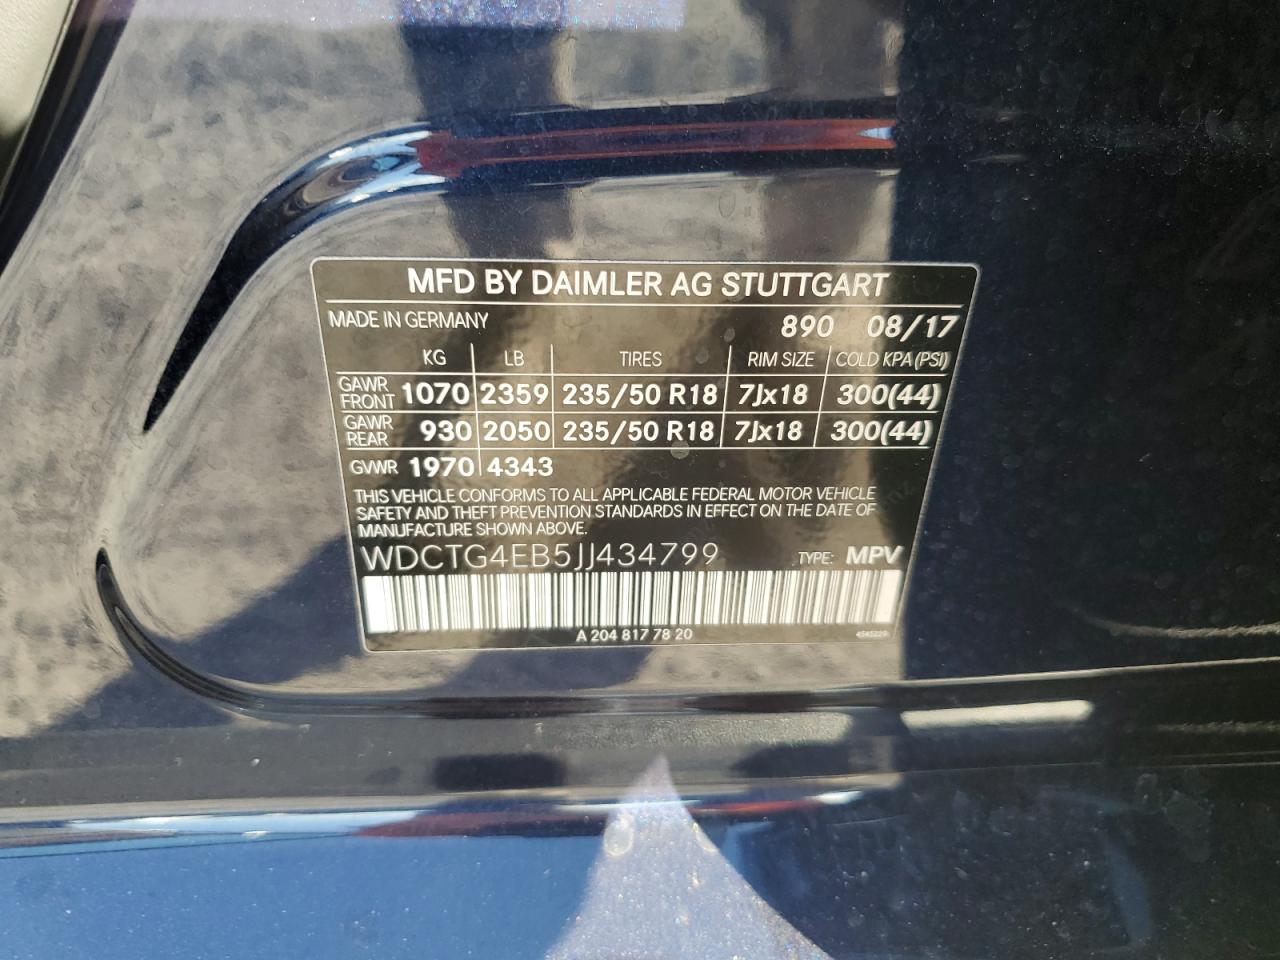 MFD BY DAIMLER AG STUTTGART
MADE IN GERMANY 890 08/17
KG LB TIRES RIM SIZE COLD KPA (PSI)
GAWR FRONT 1070 2359 235/50 R18 7Jx18 300(44)
GAWR REAR 930 2050 235/50 R18 7Jx18 300(44)
GVWR 1970 4343
THIS VEHICLE CONFORMS TO ALL APPLICABLE FEDERAL MOTOR VEHICLE
SAFETY AND THEFT PREVENTION STANDARDS IN EFFECT ON THE DATE OF
MANUFACTURE SHOWN ABOVE.
WDCTG4EB5JJ434799 TYPE: MPV
A 204 817 78 20